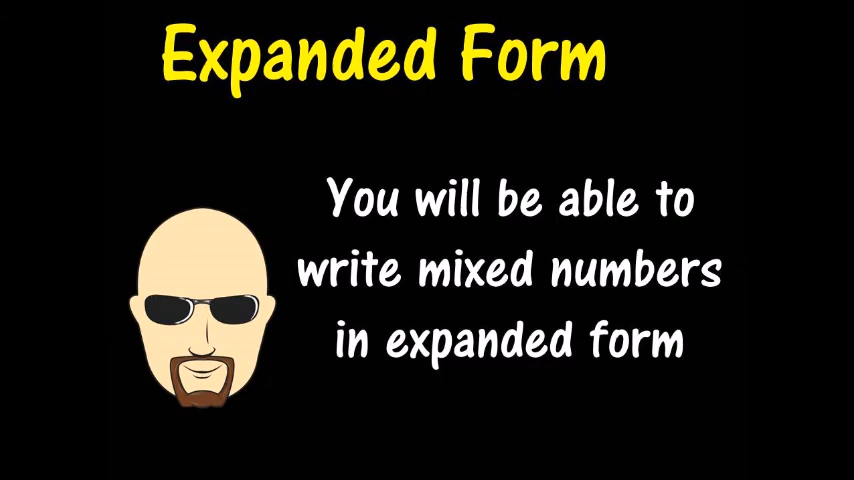 Expanded Form
You will be able to
write mixed numbers
in expanded form